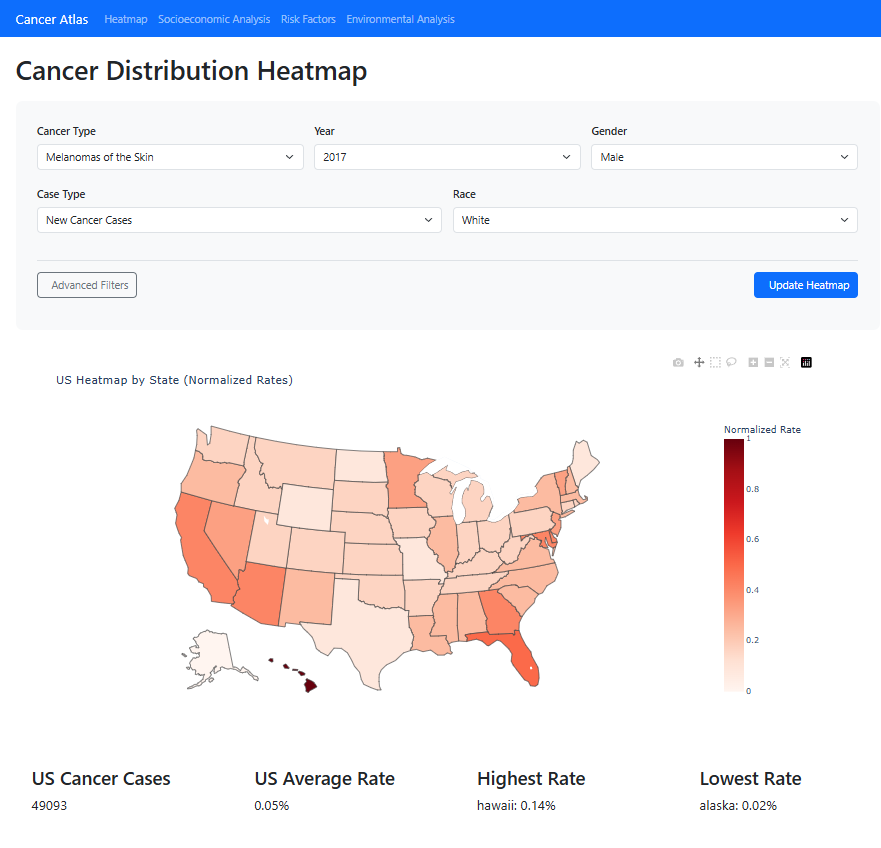 Cancer Atlas Heatmap Socioeconomic Analysis Risk Factors Environmental Analysis
Cancer Distribution Heatmap
Cancer Type Year Gender
Melanomas of the Skin 2017 Male
Case Type Race
New Cancer Cases White
Advanced Filters Update Heatmap
US Heatmap by State (Normalized Rates)
Normalized Rate
1
0.8
0.6
0.4
0.2
0
US Cancer Cases US Average Rate Highest Rate Lowest Rate
49093 0.05% hawaii: 0.14% alaska: 0.02%